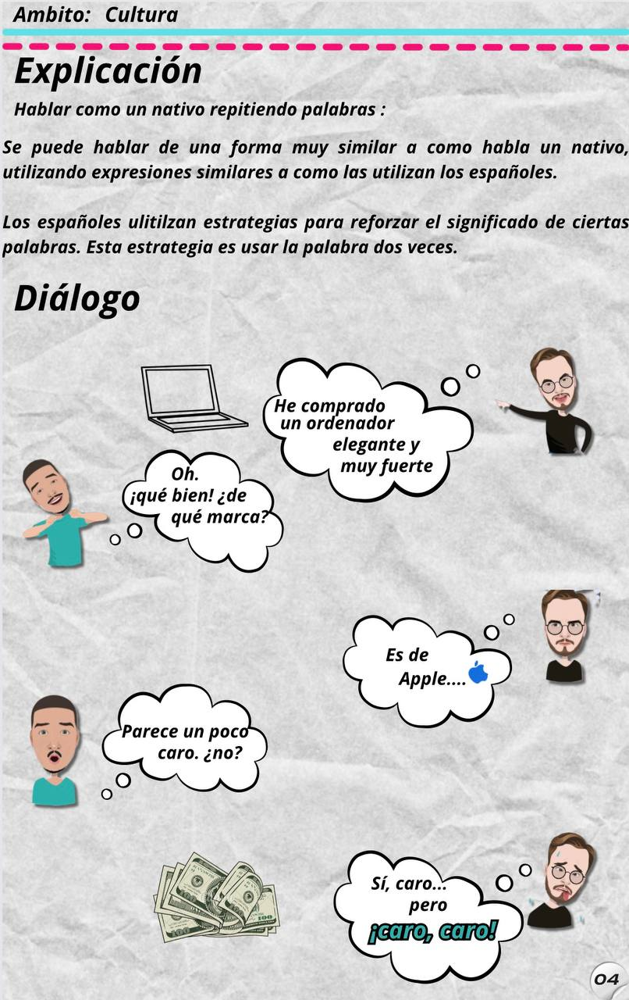 Ambito: Cultura
Explicación
Hablar como un nativo repitiendo palabras :
Se puede hablar de una forma muy similar a como habla un nativo,
utilizando expresiones similares a como las utilizan los españoles.
Los españoles ulitilzan estrategias para reforzar el significado de ciertas
palabras. Esta estrategia es usar la palabra dos veces.
Diálogo
He comprado
un ordenador
elegante y
muy fuerte
Oh.
¡qué bien! ¿de
qué marca?
Es de
Apple....
Parece un poco
caro. ¿no?
Sí, caro...
pero
¡caro, caro!
100
100
04